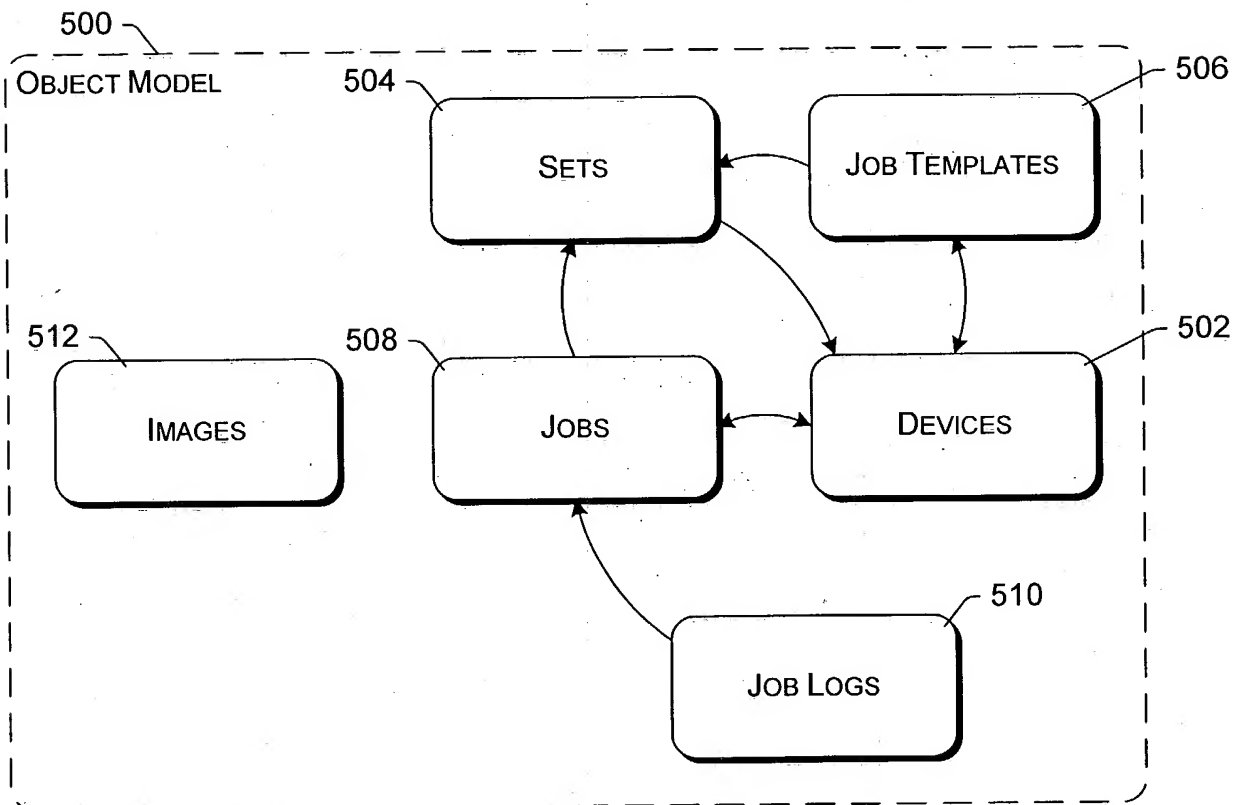 500
OBJECT MODEL
504
506
SETS
JOB TEMPLATES
512
508
502
IMAGES
JOBS
DEVICES
510
JOB LOGS